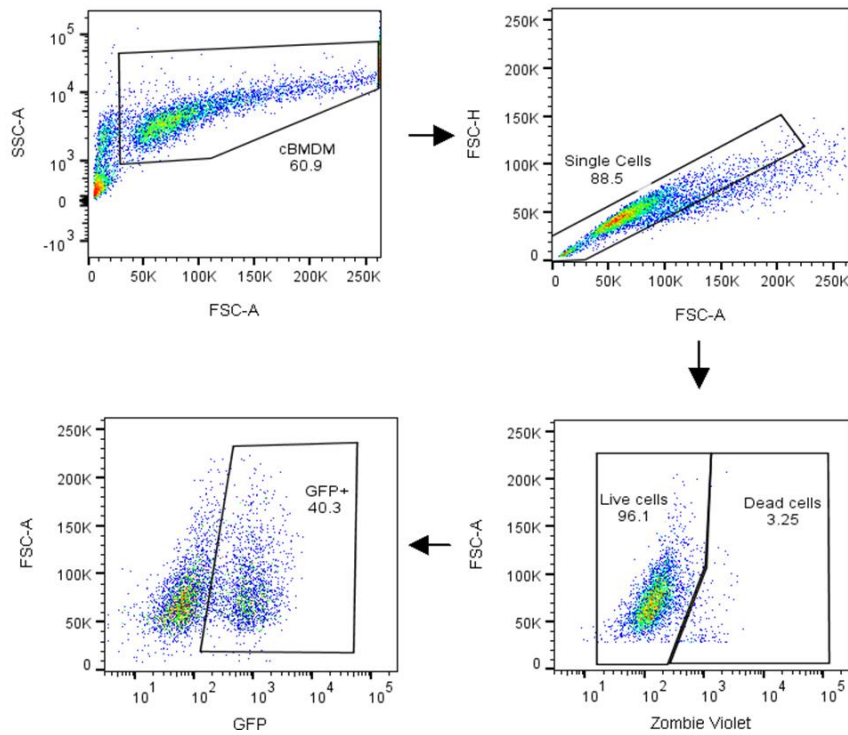 SSC-A
10^5
10^4
10^3
0
-10^3
cBMDM
60.9
0 50K 100K 150K 200K 250K
FSC-A
FSC-H
250K
200K
150K
100K
50K
0
Single Cells
88.5
0 50K 100K 150K 200K 250K
FSC-A
FSC-A
250K
200K
150K
100K
50K
0
GFP+
40.3
10^1 10^2 10^3 10^4 10^5
GFP
FSC-A
250K
200K
150K
100K
50K
0
Live cells
96.1
Dead cells
3.25
10^1 10^2 10^3 10^4 10^5
Zombie Violet